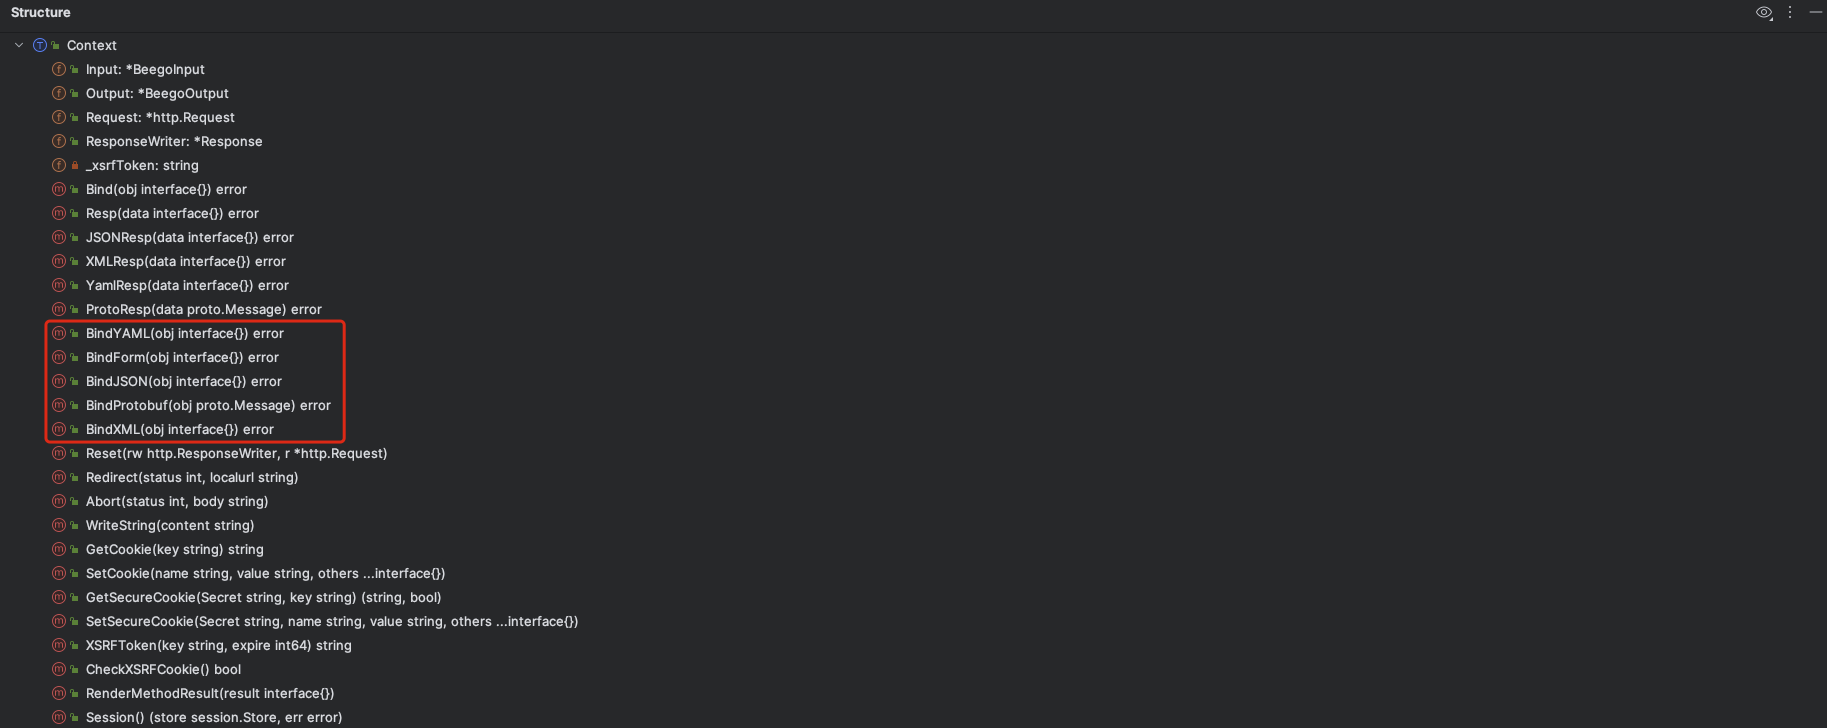 Structure
Context
Input: *BeegoInput
Output: *BeegoOutput
Request: *http.Request
ResponseWriter: *Response
_xsrfToken: string
Bind(obj interface{}) error
Resp(data interface{}) error
JSONResp(data interface{}) error
XMLResp(data interface{}) error
YamlResp(data interface{}) error
ProtoResp(data proto.Message) error
BindYAML(obj interface{}) error
BindForm(obj interface{}) error
BindJSON(obj interface{}) error
BindProtobuf(obj proto.Message) error
BindXML(obj interface{}) error
Reset(rw http.ResponseWriter, r *http.Request)
Redirect(status int, localurl string)
Abort(status int, body string)
WriteString(content string)
GetCookie(key string) string
SetCookie(name string, value string, others ...interface{})
GetSecureCookie(Secret string, key string) (string, bool)
SetSecureCookie(Secret string, name string, value string, others ...interface{})
XSRFToken(key string, expire int64) string
CheckXSRFCookie() bool
RenderMethodResult(result interface{})
Session() (store session.Store, err error)